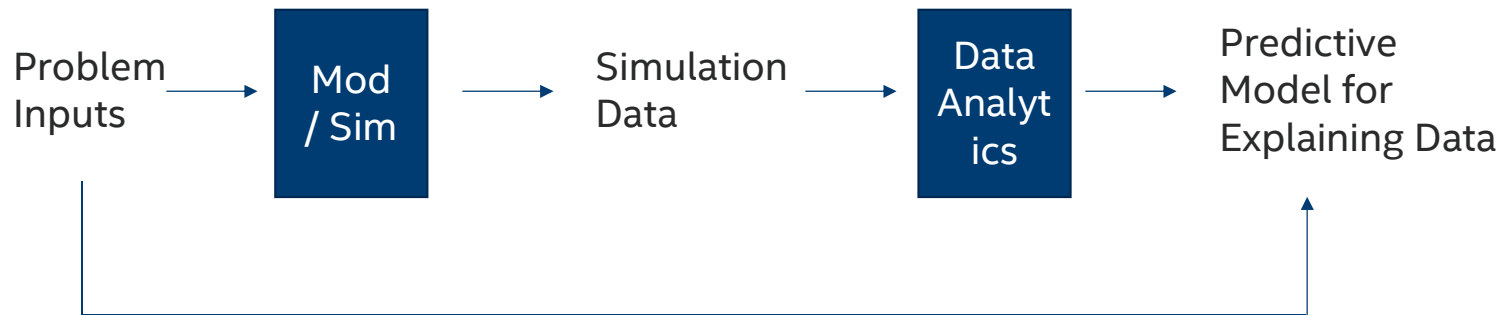 Problem
Inputs
Mod
/ Sim
Simulation
Data
Data
Analyt
ics
Predictive
Model for
Explaining Data